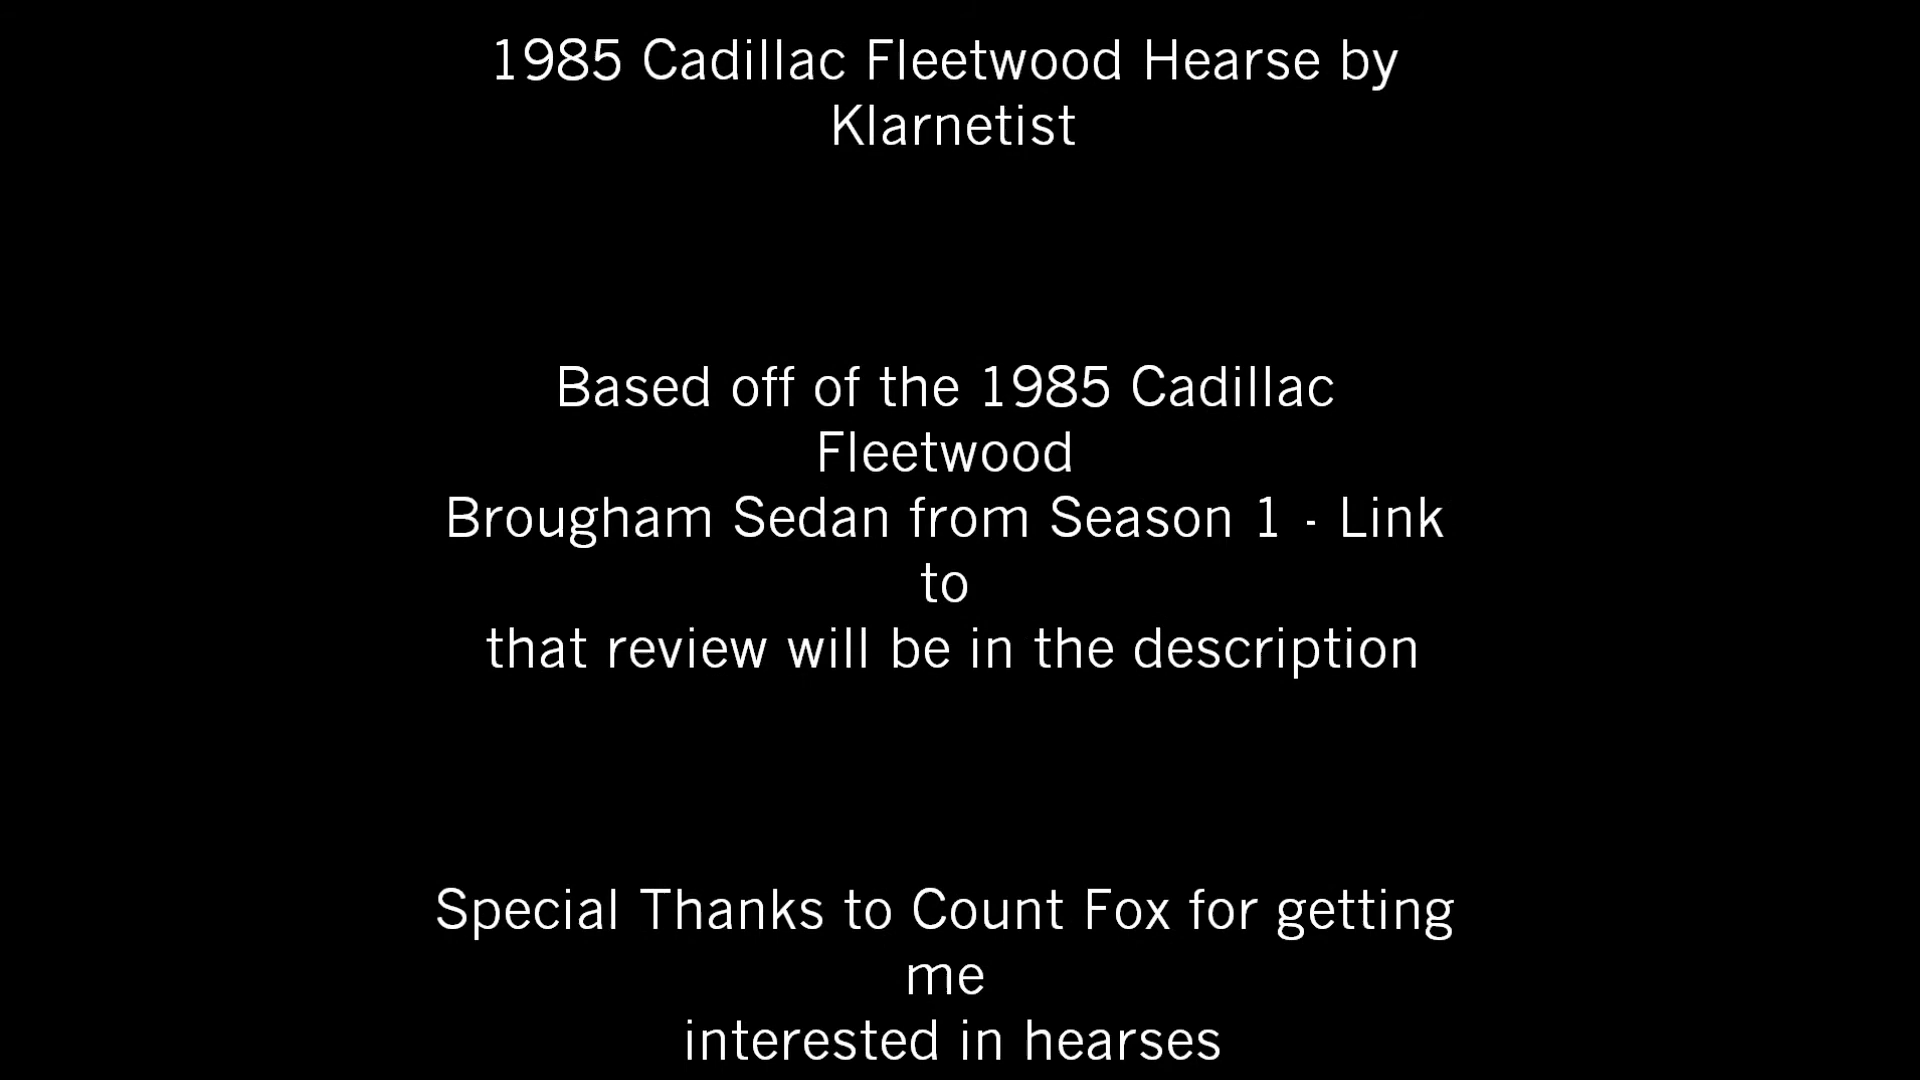 1985 Cadillac Fleetwood Hearse by
Klarnetist
Based off of the 1985 Cadillac
Fleetwood
Brougham Sedan from Season 1 - Link
to
that review will be in the description
Special Thanks to Count Fox for getting
me
interested in hearses